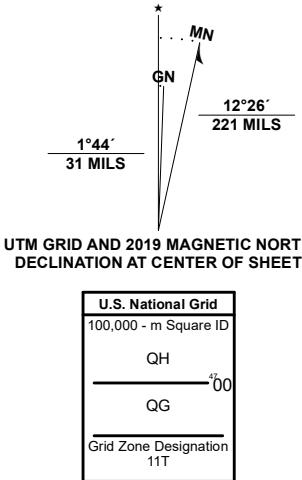 ★
MN
GN
12°26´
221 MILS
1°44´
31 MILS
UTM GRID AND 2019 MAGNETIC NORT
DECLINATION AT CENTER OF SHEET
U.S. National Grid
100,000 - m Square ID
QH
4700
QG
Grid Zone Designation
11T